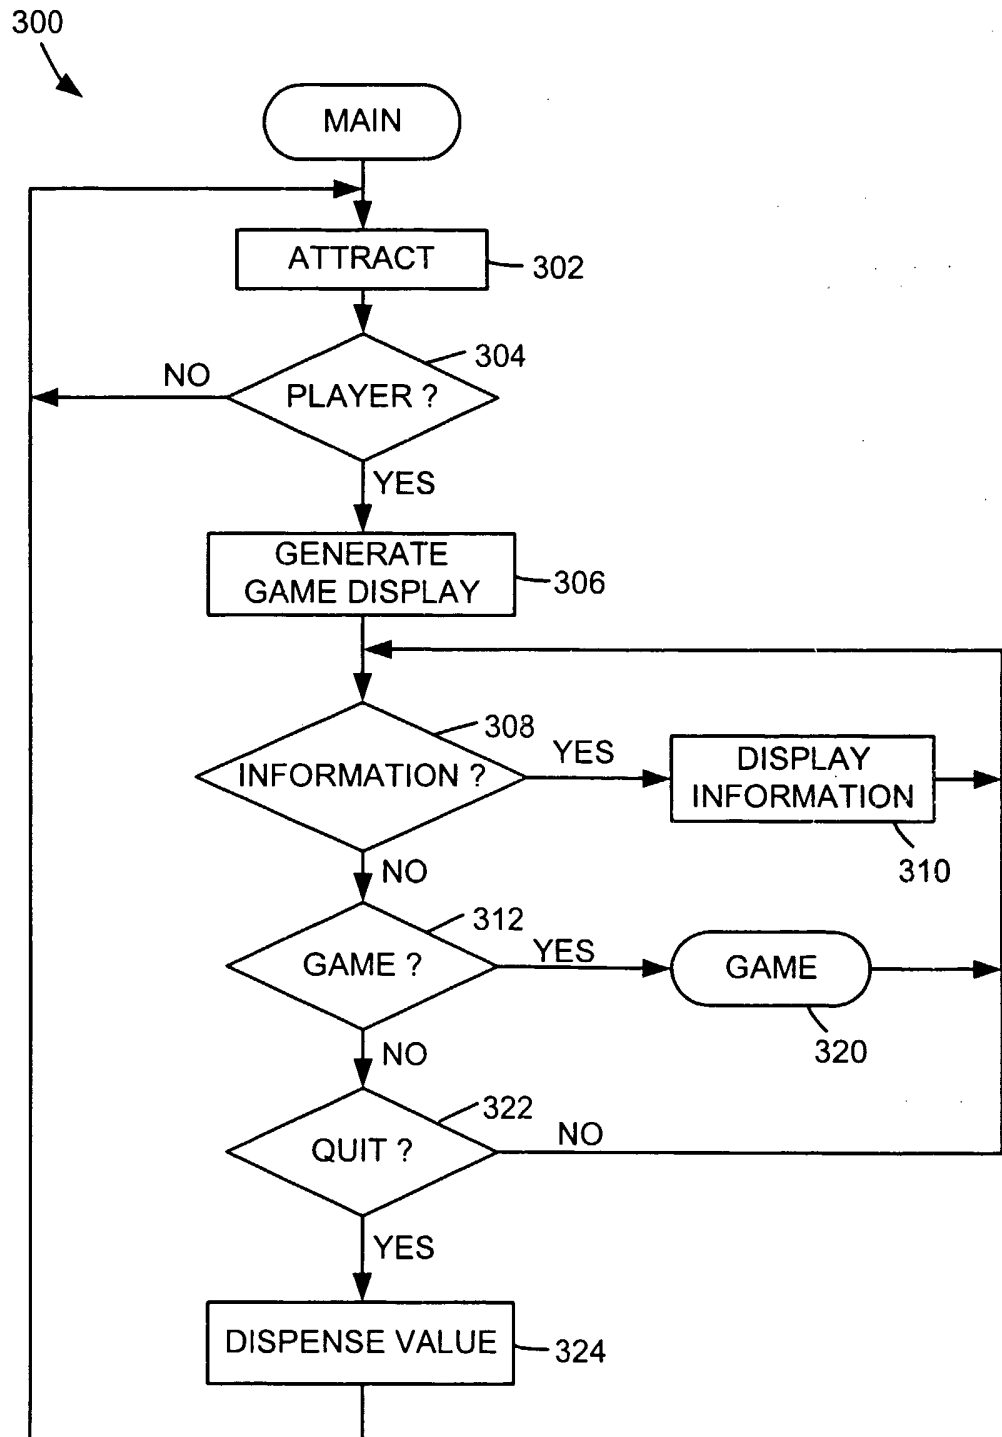 300
MAIN
ATTRACT
302
304
NO
PLAYER ?
YES
GENERATE
GAME DISPLAY
306
308
INFORMATION ?
YES
DISPLAY
INFORMATION
310
NO
312
GAME ?
YES
GAME
320
NO
322
QUIT ?
NO
YES
DISPENSE VALUE
324